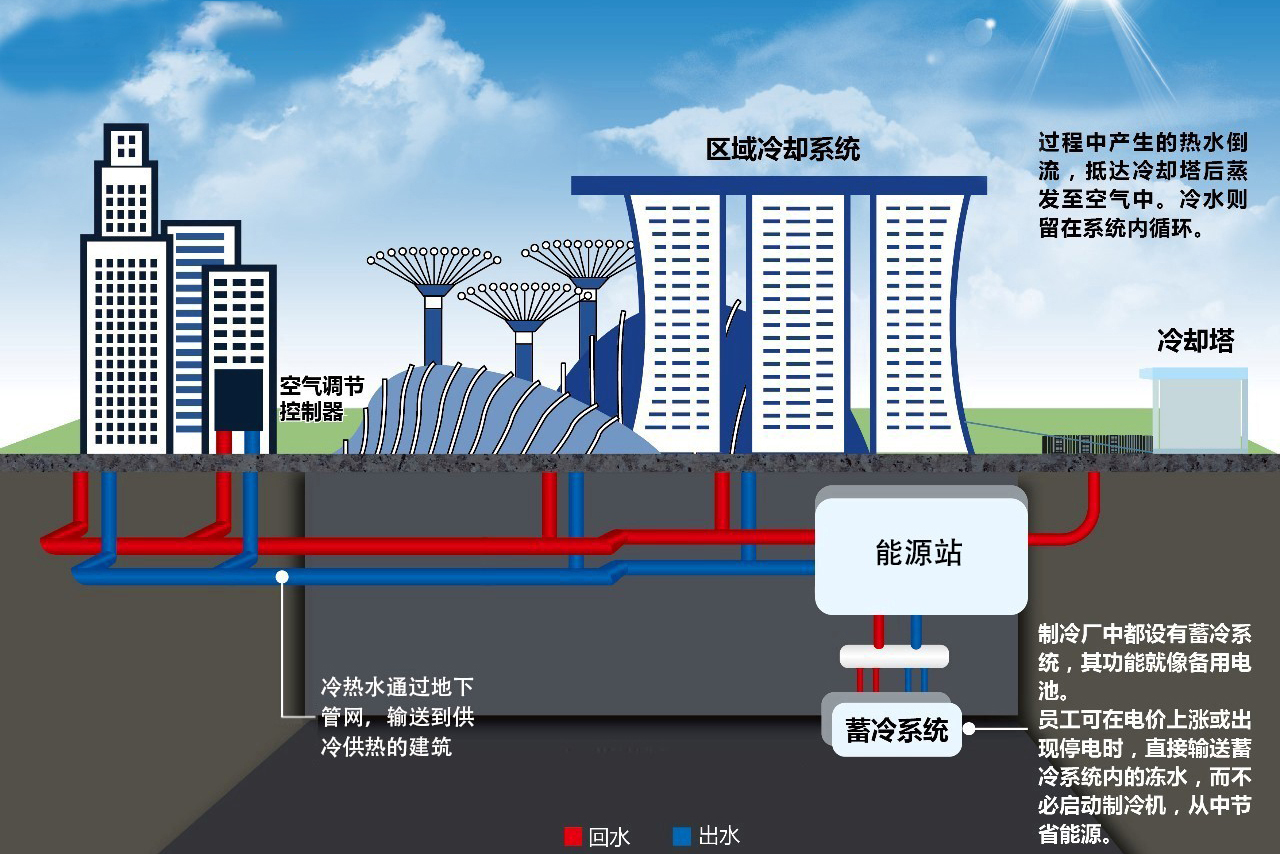 区域冷却系统
过程中产生的热水倒
流，抵达冷却塔后蒸
发至空气中。冷水则
留在系统内循环。
冷却塔
空气调节
控制器
能源站
冷热水通过地下
管网，输送到供
冷供热的建筑
蓄冷系统
制冷厂中都设有蓄冷系
统，其功能就像备用电
池。
员工可在电价上涨或出
现停电时，直接输送蓄
冷系统内的冻水，而不
必启动制冷机，从中节
省能源。
回水
出水